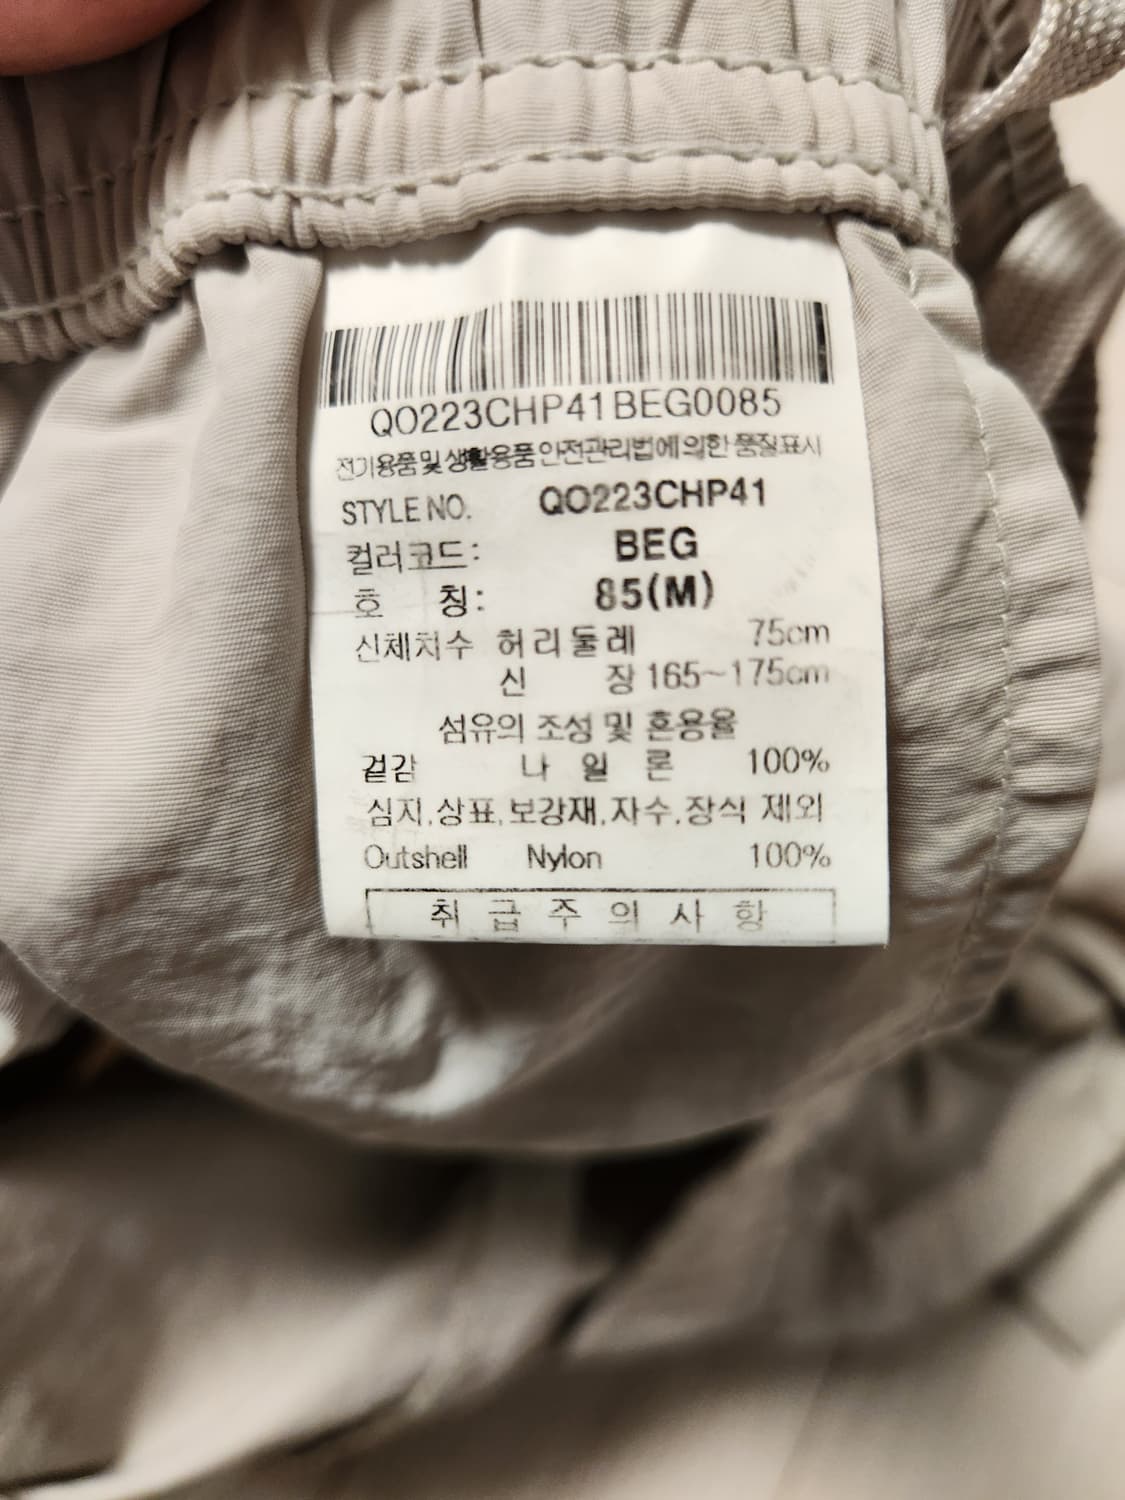 QO223CHP41BEG0085
전기용품및생활용품안전관리법에의한품질표시
STYLE NO. QO223CHP41
컬러코드: BEG
호 칭: 85(M)
신체치수 허리둘레 75cm
신 장 165~175cm
섬유의 조성 및 혼용율
겉감 나 일 론 100%
심지,상표,보강재,자수,장식 제외
Outshell Nylon 100%
취 급 주 의 사 항